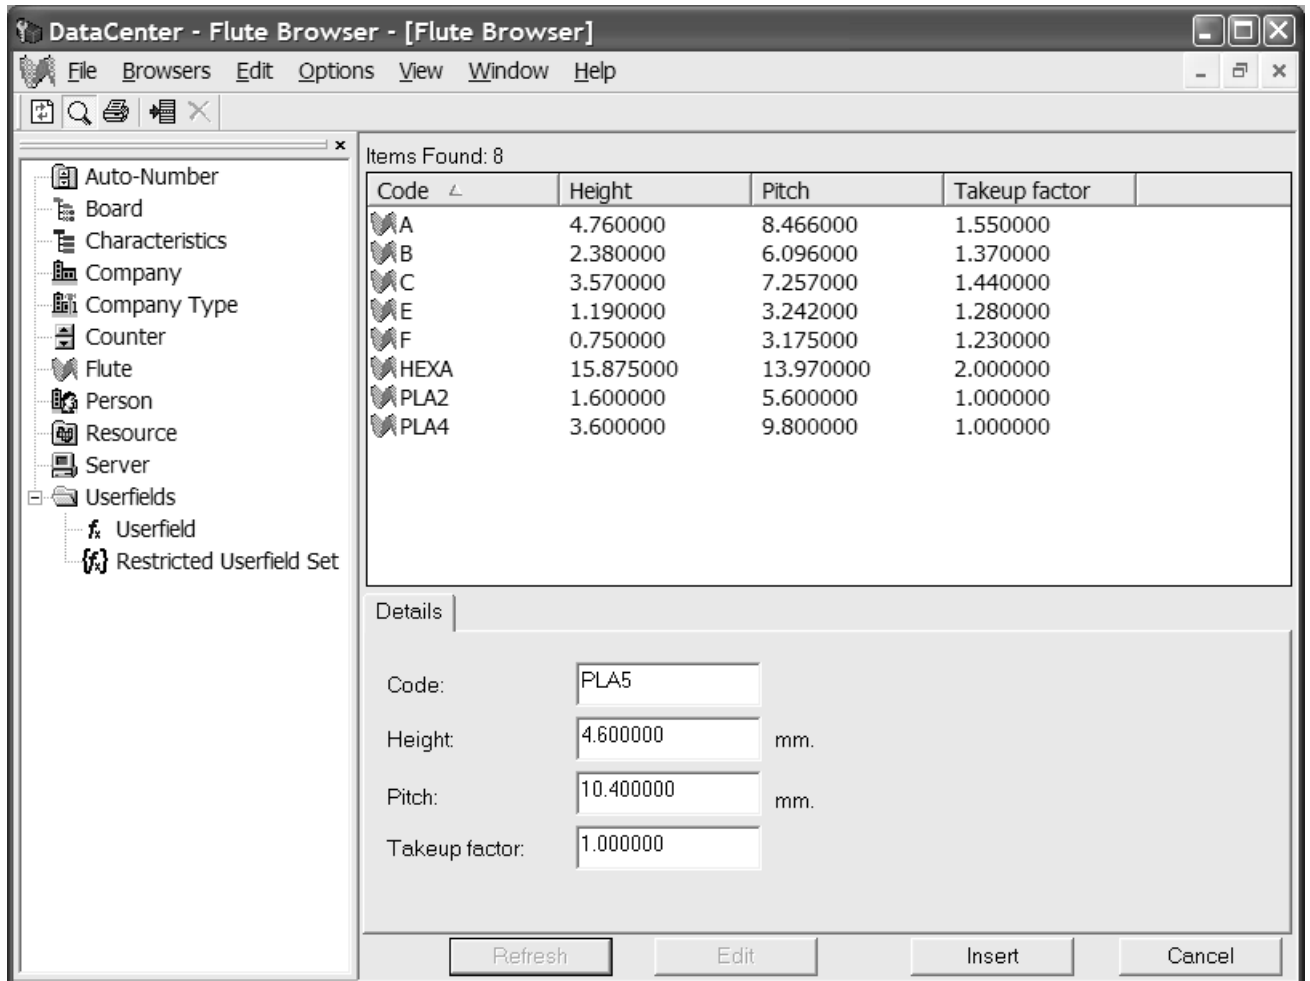 DataCenter - Flute Browser - [Flute Browser]
File Browsers Edit Options View Window Help
Auto-Number
Board
Characteristics
Company
Company Type
Counter
Flute
Person
Resource
Server
Userfields
Userfield
Restricted Userfield Set
Items Found: 8
Code Height Pitch Takeup factor
A 4.760000 8.466000 1.550000
B 2.380000 6.096000 1.370000
C 3.570000 7.257000 1.440000
E 1.190000 3.242000 1.280000
F 0.750000 3.175000 1.230000
HEXA 15.875000 13.970000 2.000000
PLA2 1.600000 5.600000 1.000000
PLA4 3.600000 9.800000 1.000000
Details
Code: PLA5
Height: 4.600000 mm.
Pitch: 10.400000 mm.
Takeup factor: 1.000000
Refresh Edit Insert Cancel